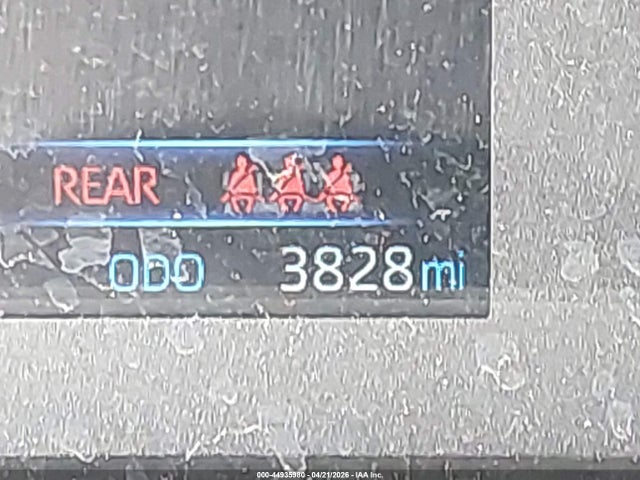 REAR
ODO 3828 mi
000-44935980 - 04/21/2026 - IAA Inc.